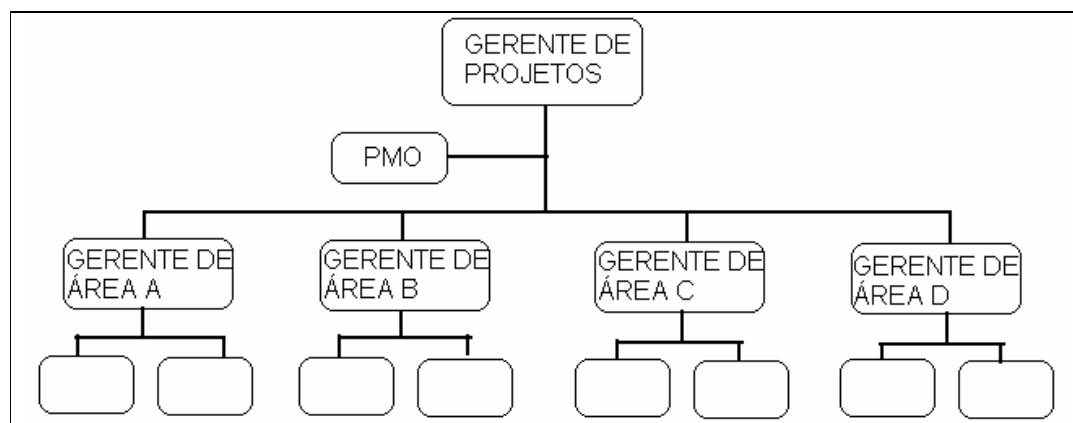 GERENTE DE
PROJETOS
PMO
GERENTE DE
ÁREA A
GERENTE DE
ÁREA B
GERENTE DE
ÁREA C
GERENTE DE
ÁREA D